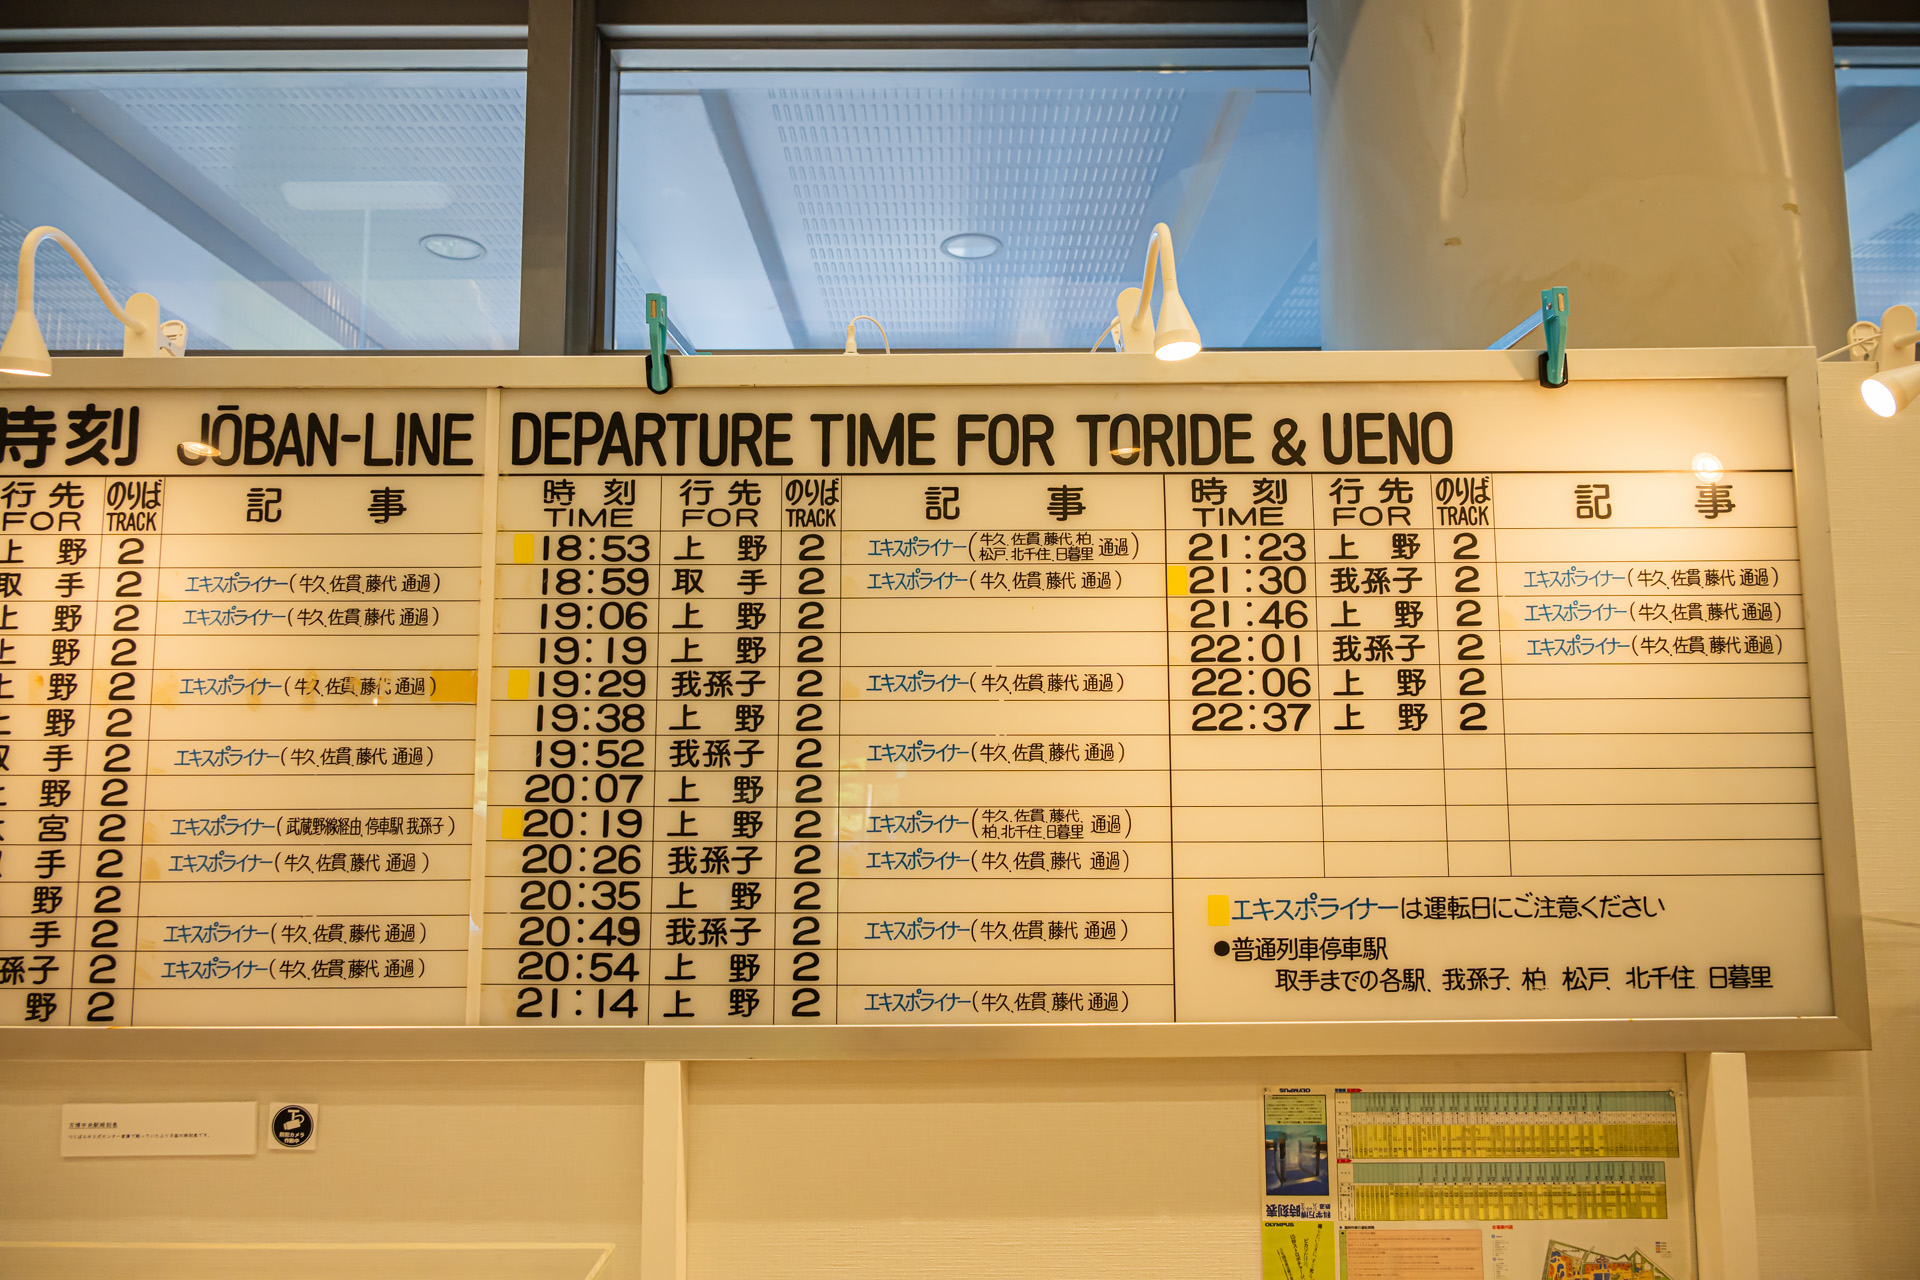 時刻 JŌBAN-LINE DEPARTURE TIME FOR TORIDE & UENO
行先 のりば 記事
FOR TRACK
上野 2
取手 2 エキスポライナー(牛久、佐貫、藤代 通過)
上野 2 エキスポライナー(牛久、佐貫、藤代 通過)
上野 2
上野 2 エキスポライナー(牛久、佐貫、藤代 通過)
上野 2
取手 2 エキスポライナー(牛久、佐貫、藤代 通過)
上野 2
宮 2 エキスポライナー(武蔵野線経由、停車駅 我孫子)
手 2 エキスポライナー(牛久、佐貫、藤代 通過)
野 2
手 2 エキスポライナー(牛久、佐貫、藤代 通過)
孫子 2 エキスポライナー(牛久、佐貫、藤代 通過)
野 2
時刻 行先 のりば 記事
TIME FOR TRACK
18:53 上野 2 エキスポライナー(牛久、佐貫、藤代、柏、
松戸、北千住、日暮里 通過)
18:59 取手 2 エキスポライナー(牛久、佐貫、藤代 通過)
19:06 上野 2
19:19 上野 2
19:29 我孫子 2 エキスポライナー(牛久、佐貫、藤代 通過)
19:38 上野 2
19:52 我孫子 2 エキスポライナー(牛久、佐貫、藤代 通過)
20:07 上野 2
20:19 上野 2 エキスポライナー(牛久、佐貫、藤代、
柏、北千住、日暮里 通過)
20:26 我孫子 2 エキスポライナー(牛久、佐貫、藤代 通過)
20:35 上野 2
20:49 我孫子 2 エキスポライナー(牛久、佐貫、藤代 通過)
20:54 上野 2
21:14 上野 2 エキスポライナー(牛久、佐貫、藤代 通過)
時刻 行先 のりば 記事
TIME FOR TRACK
21:23 上野 2
21:30 我孫子 2 エキスポライナー(牛久、佐貫、藤代 通過)
21:46 上野 2 エキスポライナー(牛久、佐貫、藤代 通過)
22:01 我孫子 2 エキスポライナー(牛久、佐貫、藤代 通過)
22:06 上野 2
22:37 上野 2
エキスポライナーは運転日にご注意ください
●普通列車停車駅
取手までの各駅、我孫子、柏、松戸、北千住、日暮里
防犯カメラ
作動中
OLYMPUS
科学万博 時刻表
OLYMPUS